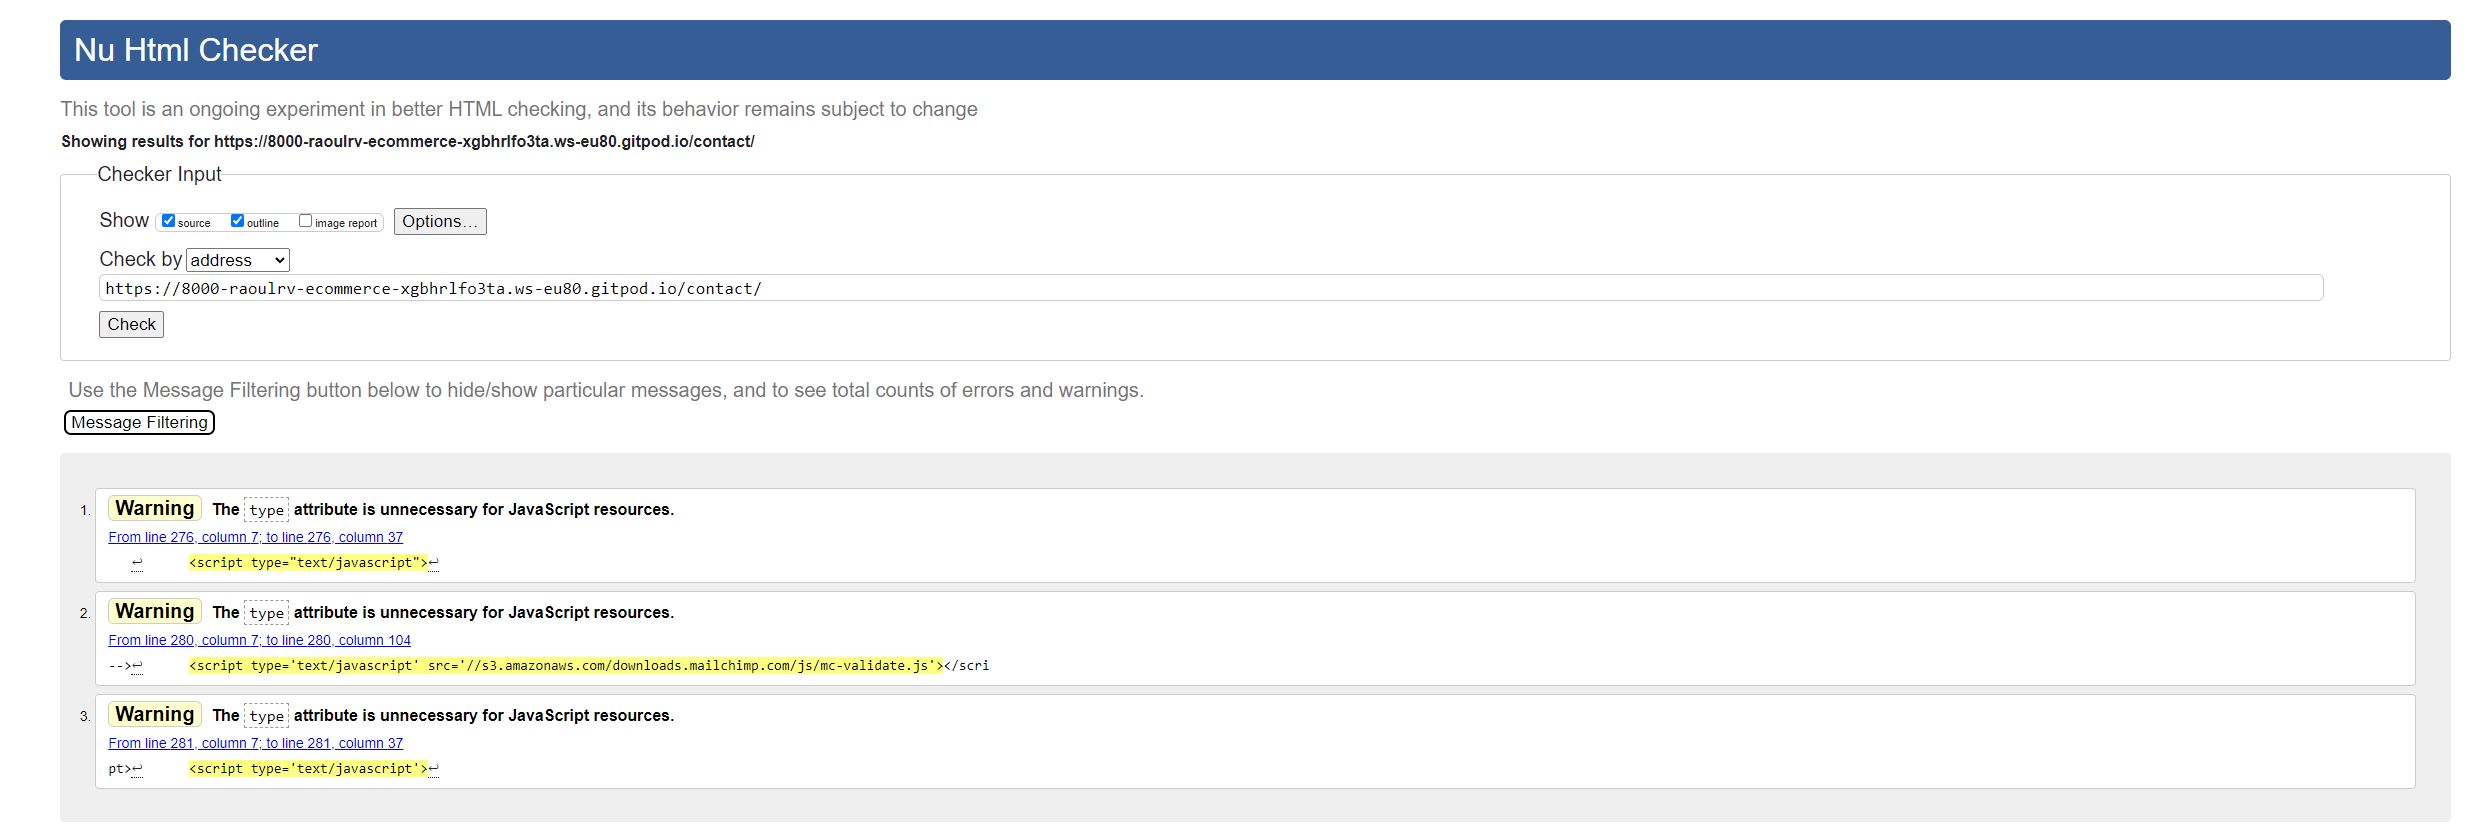 Nu Html Checker
This tool is an ongoing experiment in better HTML checking, and its behavior remains subject to change
Showing results for https://8000-raoulrv-ecommerce-xgbhrlfo3ta.ws-eu80.gitpod.io/contact/
Checker Input
Show source outline image report Options...
Check by address
https://8000-raoulrv-ecommerce-xgbhrlfo3ta.ws-eu80.gitpod.io/contact/
Check
Use the Message Filtering button below to hide/show particular messages, and to see total counts of errors and warnings.
Message Filtering
1. Warning The type attribute is unnecessary for JavaScript resources.
From line 276, column 7; to line 276, column 37
↩ <script type="text/javascript">↩
2. Warning The type attribute is unnecessary for JavaScript resources.
From line 280, column 7; to line 280, column 104
-->↩ <script type='text/javascript' src='//s3.amazonaws.com/downloads.mailchimp.com/js/mc-validate.js'></scri
3. Warning The type attribute is unnecessary for JavaScript resources.
From line 281, column 7; to line 281, column 37
pt>↩ <script type='text/javascript'>↩